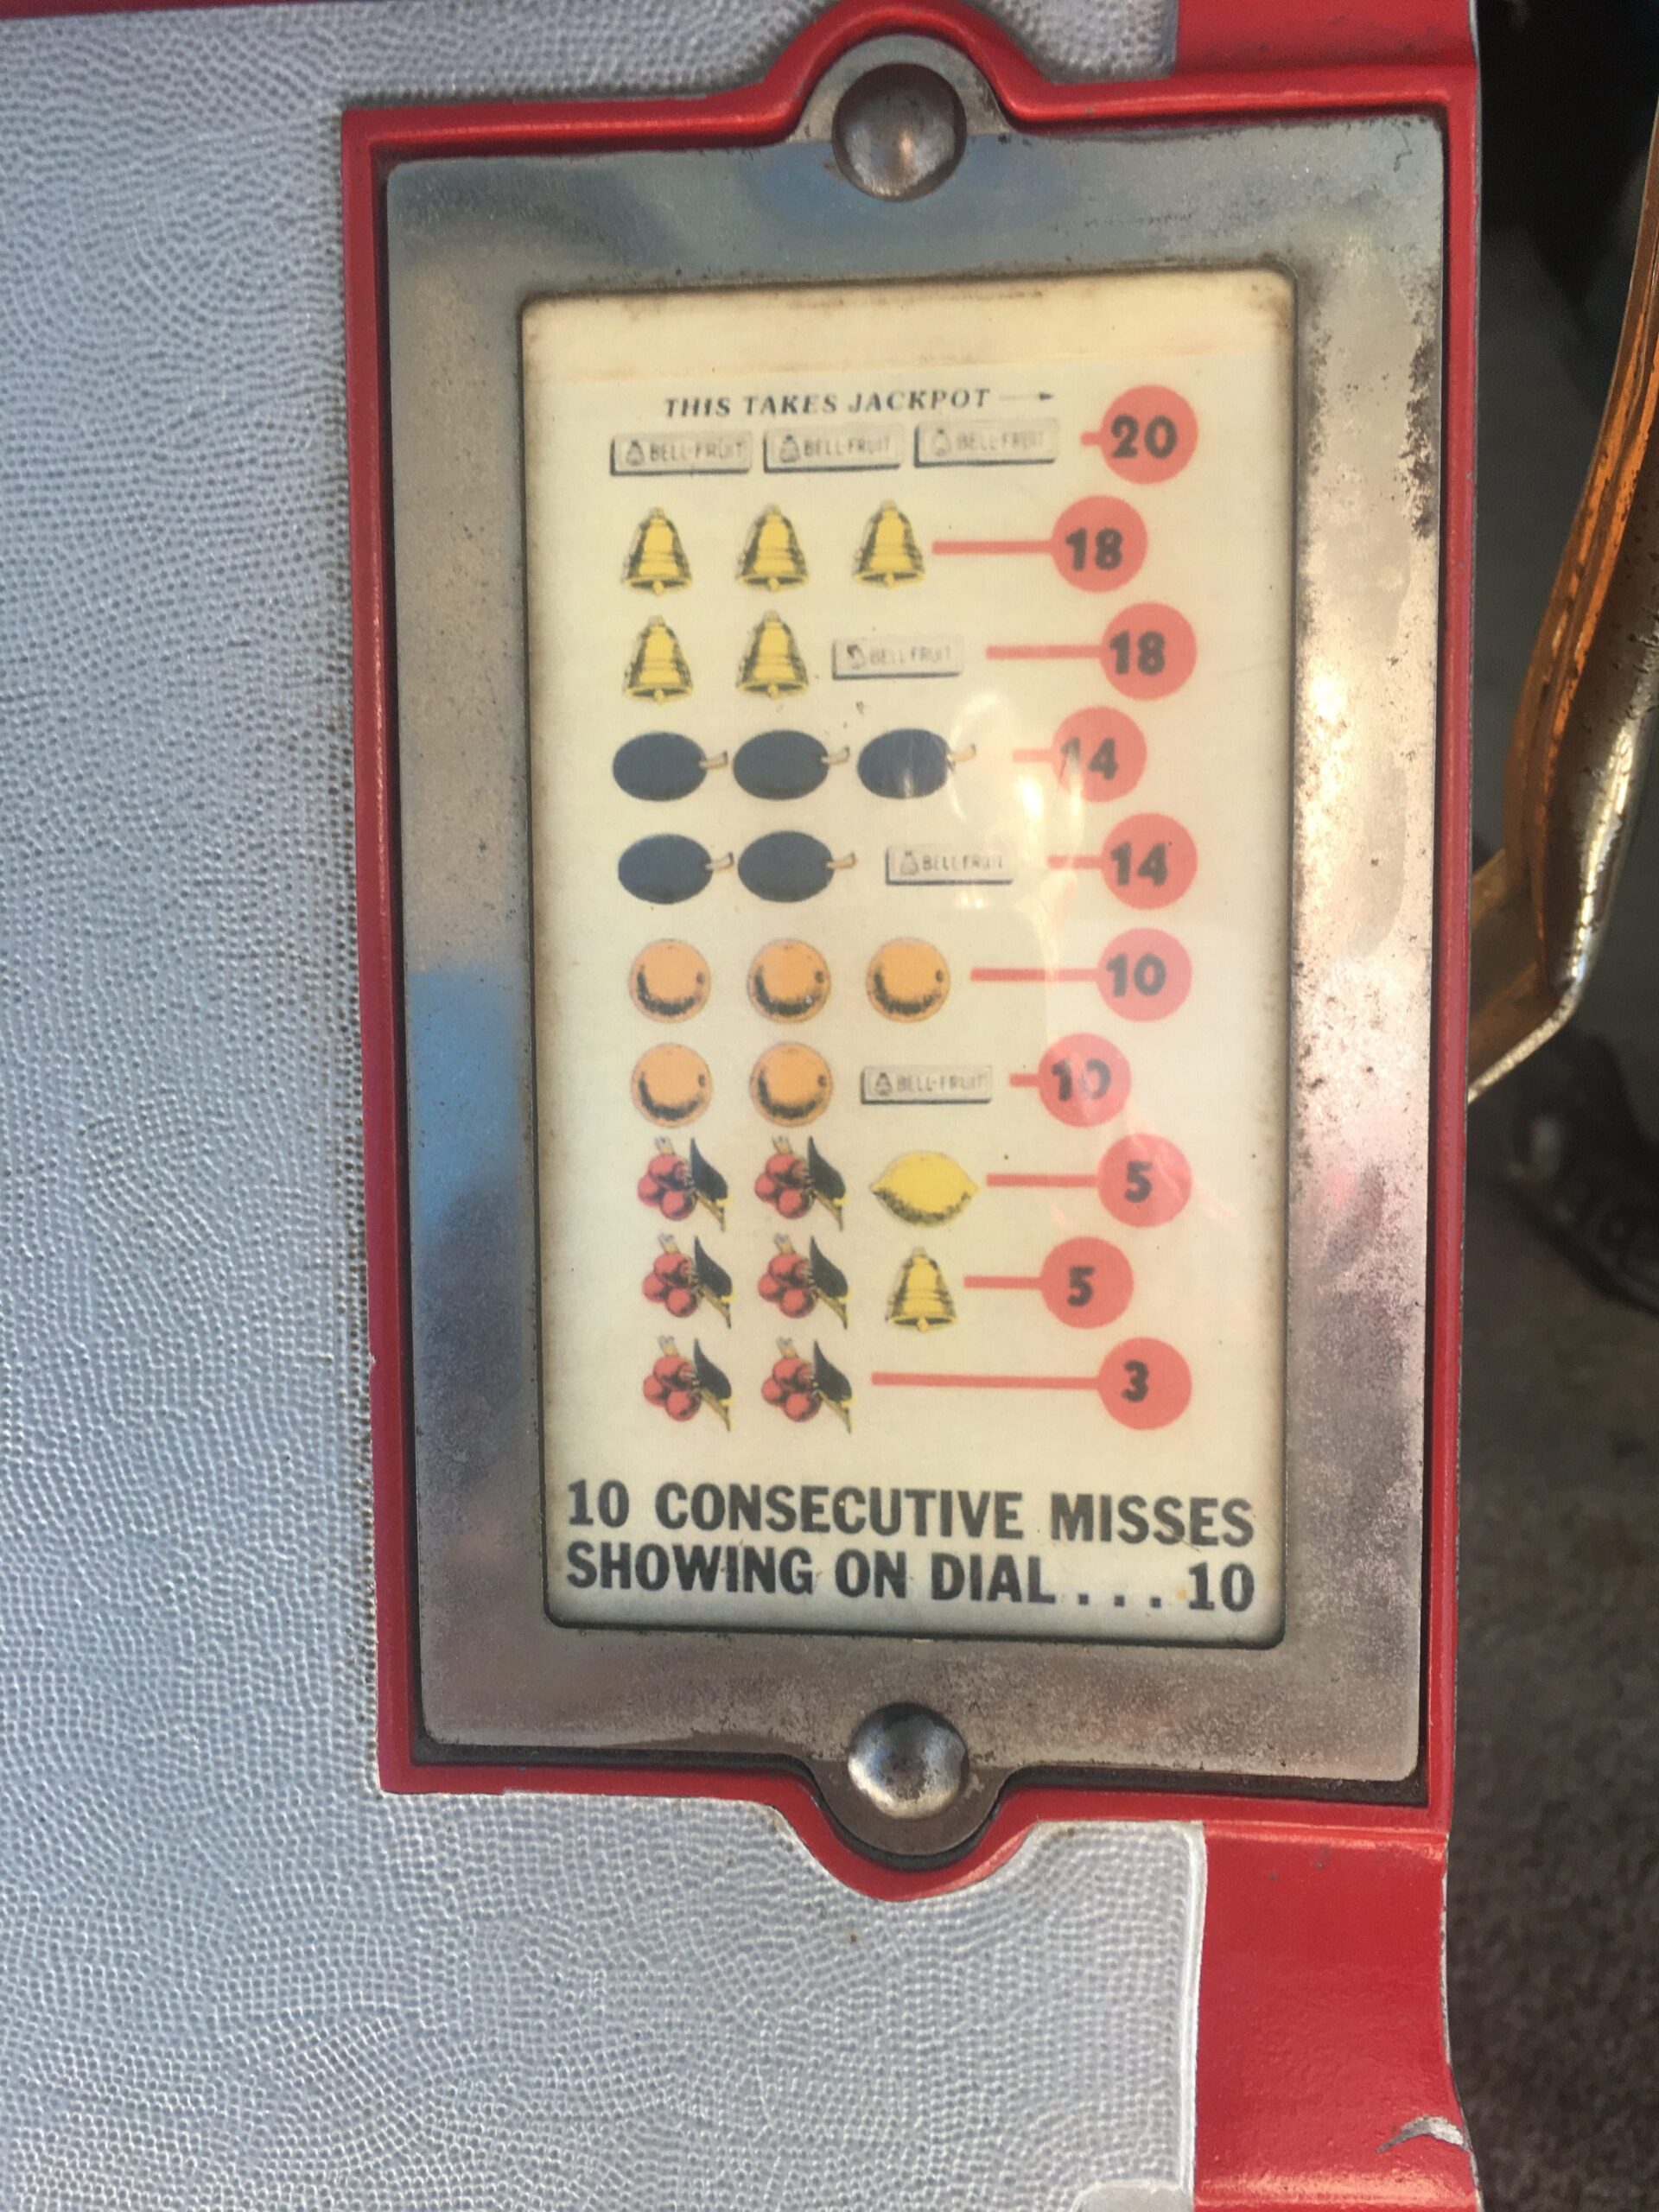 THIS TAKES JACKPOT
BELL-FRUIT BELL-FRUIT BELL-FRUIT 20
18
BELL FRUIT 18
14
BELL FRUIT 14
10
BELL-FRUIT 10
5
5
3
10 CONSECUTIVE MISSES
SHOWING ON DIAL . . . 10